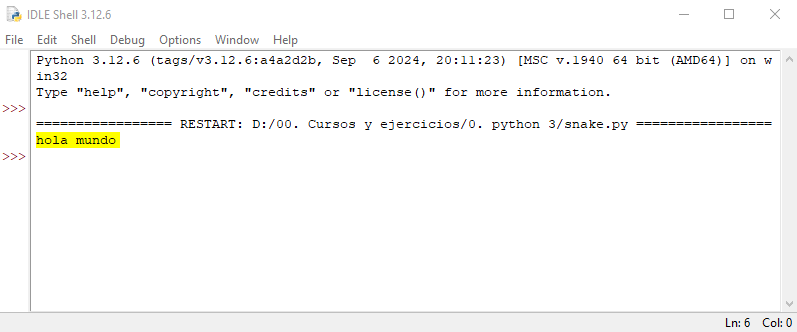 IDLE Shell 3.12.6
File Edit Shell Debug Options Window Help
Python 3.12.6 (tags/v3.12.6:a4a2d2b, Sep  6 2024, 20:11:23) [MSC v.1940 64 bit (AMD64)] on w
in32
Type "help", "copyright", "credits" or "license()" for more information.
>>>
================= RESTART: D:/00. Cursos y ejercicios/0. python 3/snake.py =================
hola mundo
>>>
Ln: 6 Col: 0